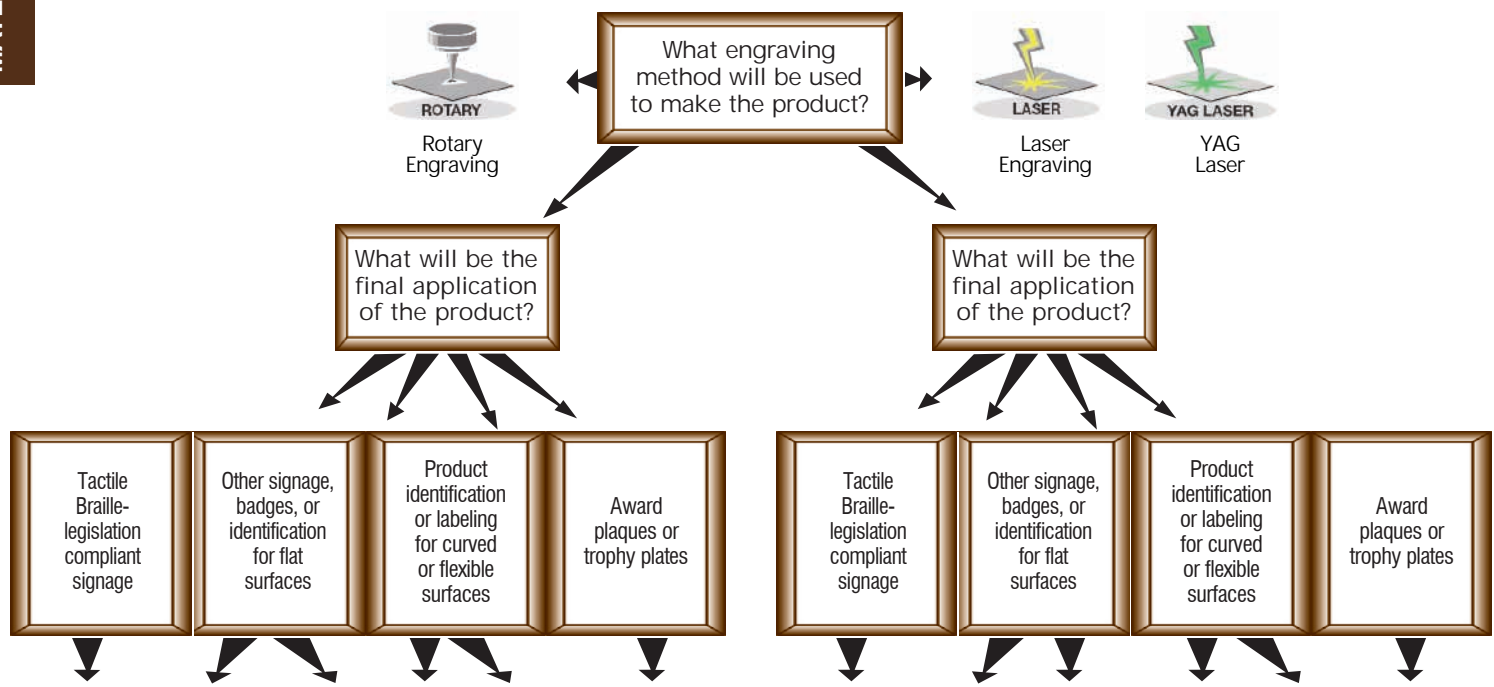 What engraving
method will be used
to make the product?
ROTARY
Rotary
Engraving
LASER
Laser
Engraving
YAG LASER
YAG
Laser
What will be the
final application
of the product?
What will be the
final application
of the product?
Tactile
Braille-
legislation
compliant
signage
Other signage,
badges, or
identification
for flat
surfaces
Product
identification
or labeling
for curved
or flexible
surfaces
Award
plaques or
trophy plates
Tactile
Braille-
legislation
compliant
signage
Other signage,
badges, or
identification
for flat
surfaces
Product
identification
or labeling
for curved
or flexible
surfaces
Award
plaques or
trophy plates